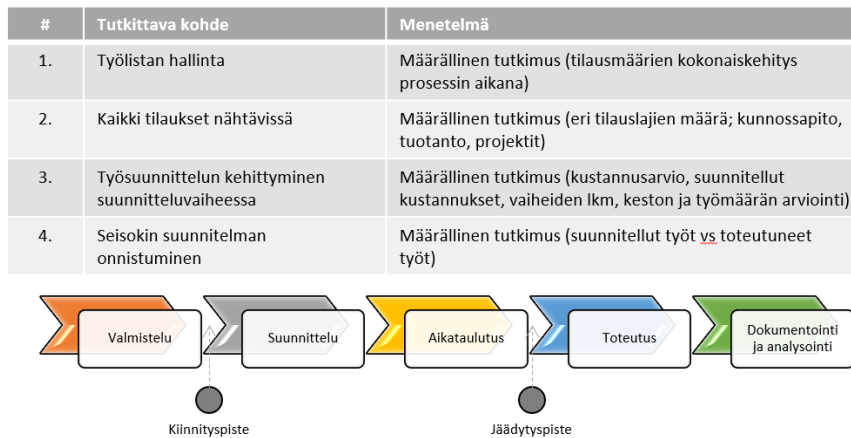 # Tutkittava kohde Menetelmä
1. Työlistan hallinta Määrällinen tutkimus (tilausmäärien kokonaiskehitys
prosessin aikana)
2. Kaikki tilaukset nähtävissä Määrällinen tutkimus (eri tilauslajien määrä; kunnossapito,
tuotanto, projektit)
3. Työsuunnittelun kehittyminen Määrällinen tutkimus (kustannusarvio, suunnitellut
suunnitteluvaiheessa kustannukset, vaiheiden lkm, keston ja työmäärän arviointi)
4. Seisokin suunnitelman Määrällinen tutkimus (suunnitellut työt vs toteutuneet
onnistuminen työt)
Valmistelu Suunnittelu Aikataulutus Toteutus Dokumentointi
ja analysointi
Kiinnityspiste Jäädytyspiste